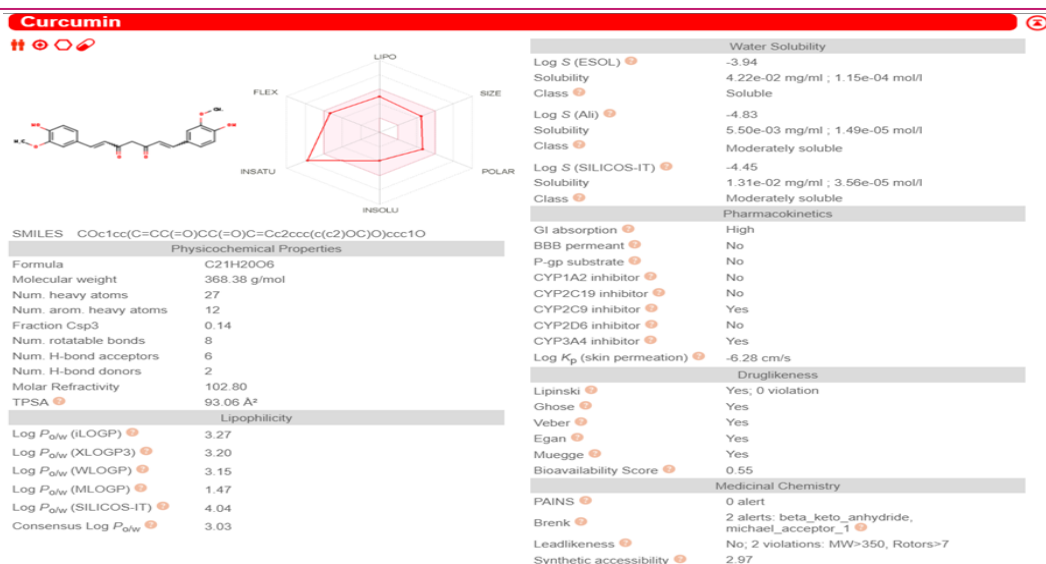 Curcumin
LIPO
FLEX
SIZE
INSATU
POLAR
INSOLU
SMILES COc1cc(C=CC(=O)CC(=O)C=Cc2ccc(c(c2)OC)O)ccc1O
Physicochemical Properties
Formula C21H20O6
Molecular weight 368.38 g/mol
Num. heavy atoms 27
Num. arom. heavy atoms 12
Fraction Csp3 0.14
Num. rotatable bonds 8
Num. H-bond acceptors 6
Num. H-bond donors 2
Molar Refractivity 102.80
TPSA ? 93.06 Å²
Lipophilicity
Log Po/w (iLOGP) ? 3.27
Log Po/w (XLOGP3) ? 3.20
Log Po/w (WLOGP) ? 3.15
Log Po/w (MLOGP) ? 1.47
Log Po/w (SILICOS-IT) ? 4.04
Consensus Log Po/w ? 3.03
Water Solubility
Log S (ESOL) ? -3.94
Solubility 4.22e-02 mg/ml ; 1.15e-04 mol/l
Class ? Soluble
Log S (Ali) ? -4.83
Solubility 5.50e-03 mg/ml ; 1.49e-05 mol/l
Class ? Moderately soluble
Log S (SILICOS-IT) ? -4.45
Solubility 1.31e-02 mg/ml ; 3.56e-05 mol/l
Class ? Moderately soluble
Pharmacokinetics
GI absorption ? High
BBB permeant ? No
P-gp substrate ? No
CYP1A2 inhibitor ? No
CYP2C19 inhibitor ? No
CYP2C9 inhibitor ? Yes
CYP2D6 inhibitor ? No
CYP3A4 inhibitor ? Yes
Log Kp (skin permeation) ? -6.28 cm/s
Druglikeness
Lipinski ? Yes; 0 violation
Ghose ? Yes
Veber ? Yes
Egan ? Yes
Muegge ? Yes
Bioavailability Score ? 0.55
Medicinal Chemistry
PAINS ? 0 alert
Brenk ? 2 alerts: beta_keto_anhydride,
michael_acceptor_1 ?
Leadlikeness ? No; 2 violations: MW>350, Rotors>7
Synthetic accessibility ? 2.97